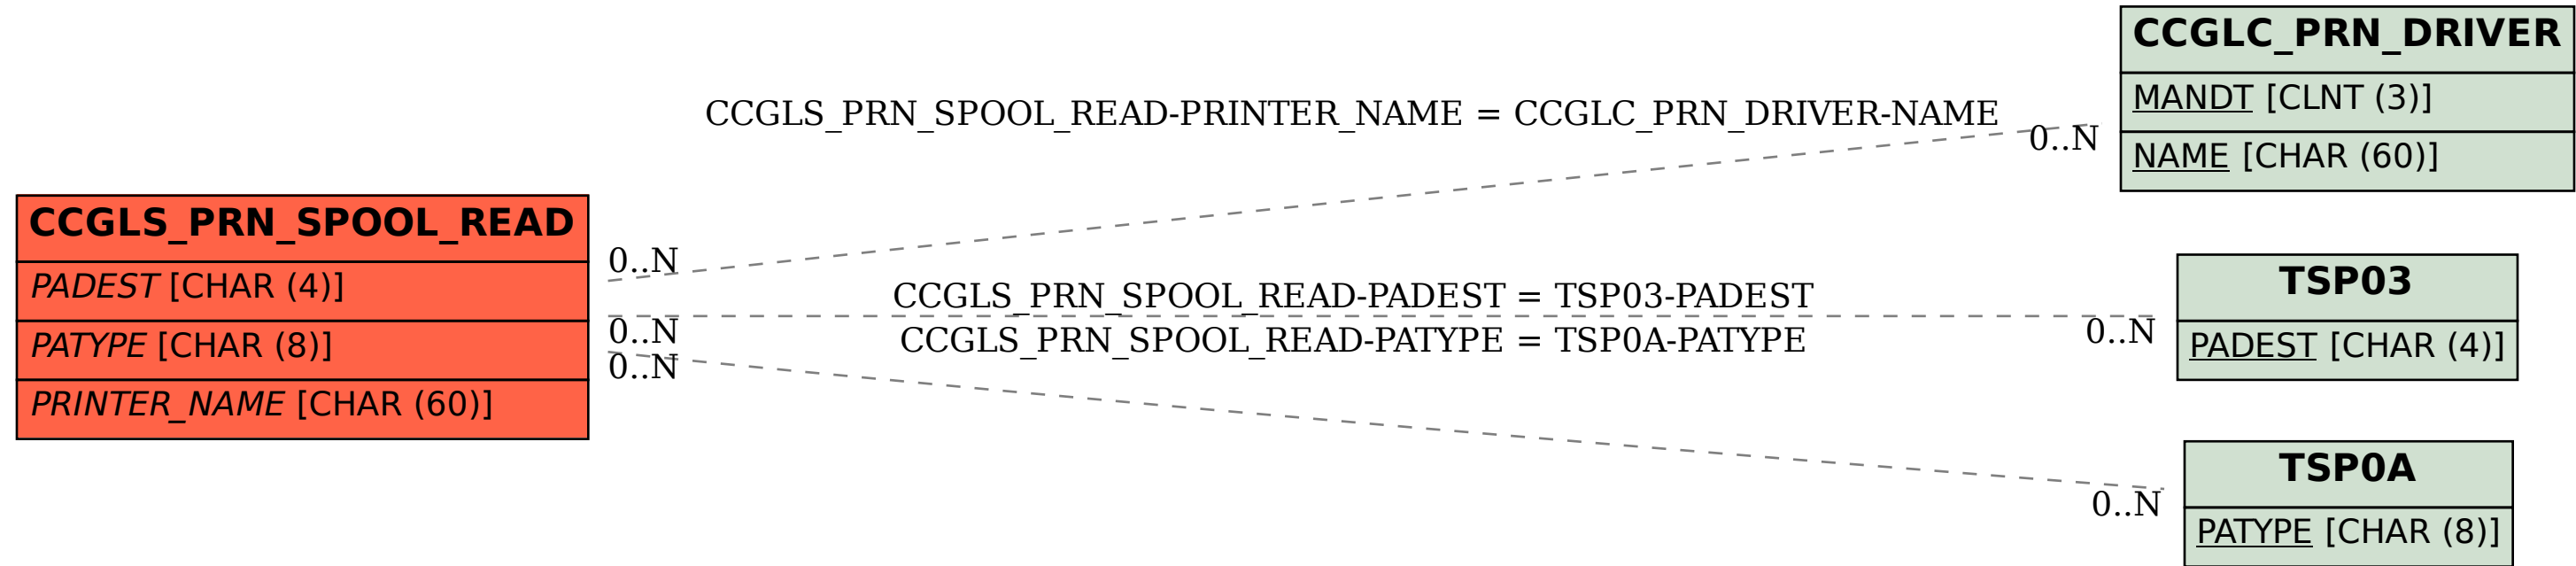 CCGLS_PRN_SPOOL_READ
PADEST [CHAR (4)]
PATYPE [CHAR (8)]
PRINTER_NAME [CHAR (60)]
CCGLS_PRN_SPOOL_READ-PRINTER_NAME = CCGLC_PRN_DRIVER-NAME
0..N
0..N
CCGLS_PRN_SPOOL_READ-PADEST = TSP03-PADEST
0..N
0..N
CCGLS_PRN_SPOOL_READ-PATYPE = TSP0A-PATYPE
0..N
0..N
CCGLC_PRN_DRIVER
MANDT [CLNT (3)]
NAME [CHAR (60)]
TSP03
PADEST [CHAR (4)]
TSP0A
PATYPE [CHAR (8)]